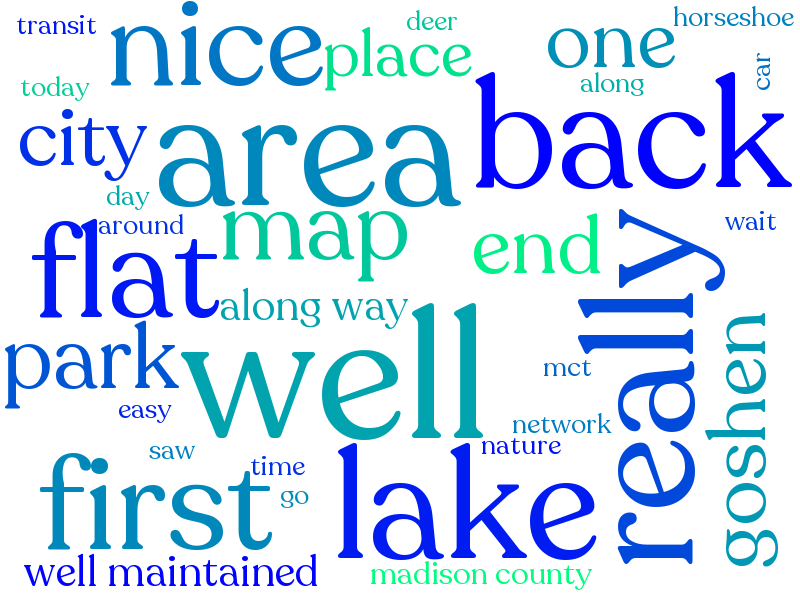 transit
nice
deer
place
one
horseshoe
today
along
car
city
area
back
day
around
map
end
wait
flat
along way
really
park
well
mct
goshen
easy
network
nature
saw
time
go
first
lake
well maintained
madison county